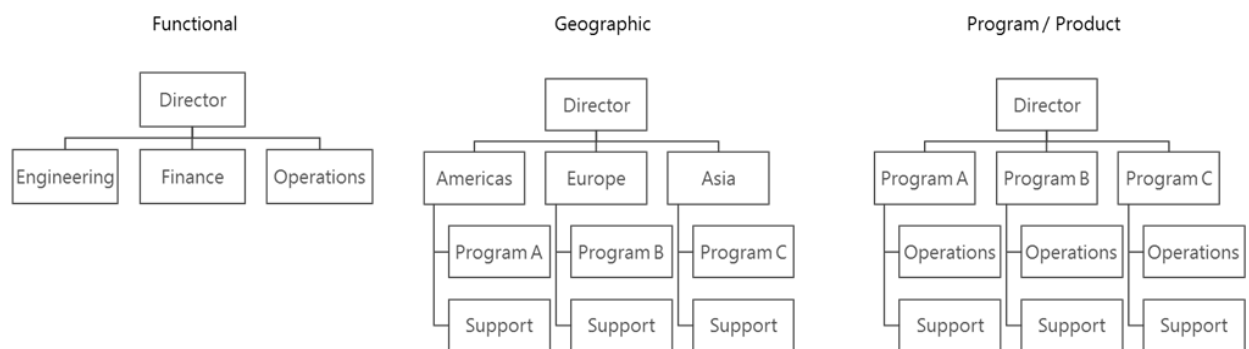 Functional
Geographic
Program / Product
Director
Director
Director
Engineering
Finance
Operations
Americas
Europe
Asia
Program A
Program B
Program C
Program A
Program B
Program C
Operations
Operations
Operations
Support
Support
Support
Support
Support
Support